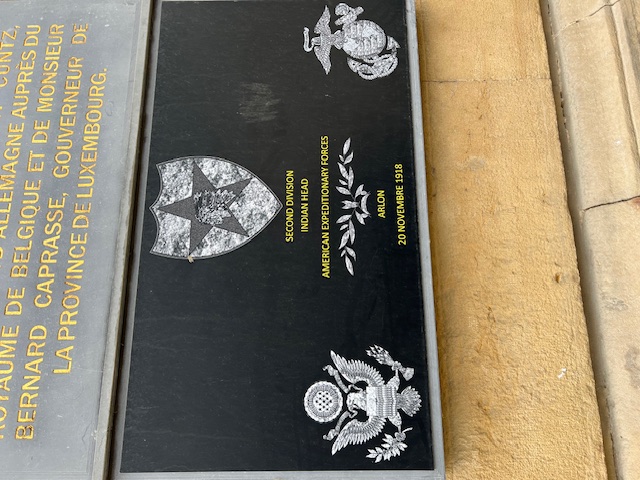 CUNTZ,
D'ALLEMAGNE AUPRÈS DU
ROYAUME DE BELGIQUE ET DE MONSIEUR
BERNARD CAPRASSE, GOUVERNEUR DE
LA PROVINCE DE LUXEMBOURG.
SECOND DIVISION
INDIAN HEAD
AMERICAN EXPEDITIONARY FORCES
ARLON
20 NOVEMBRE 1918